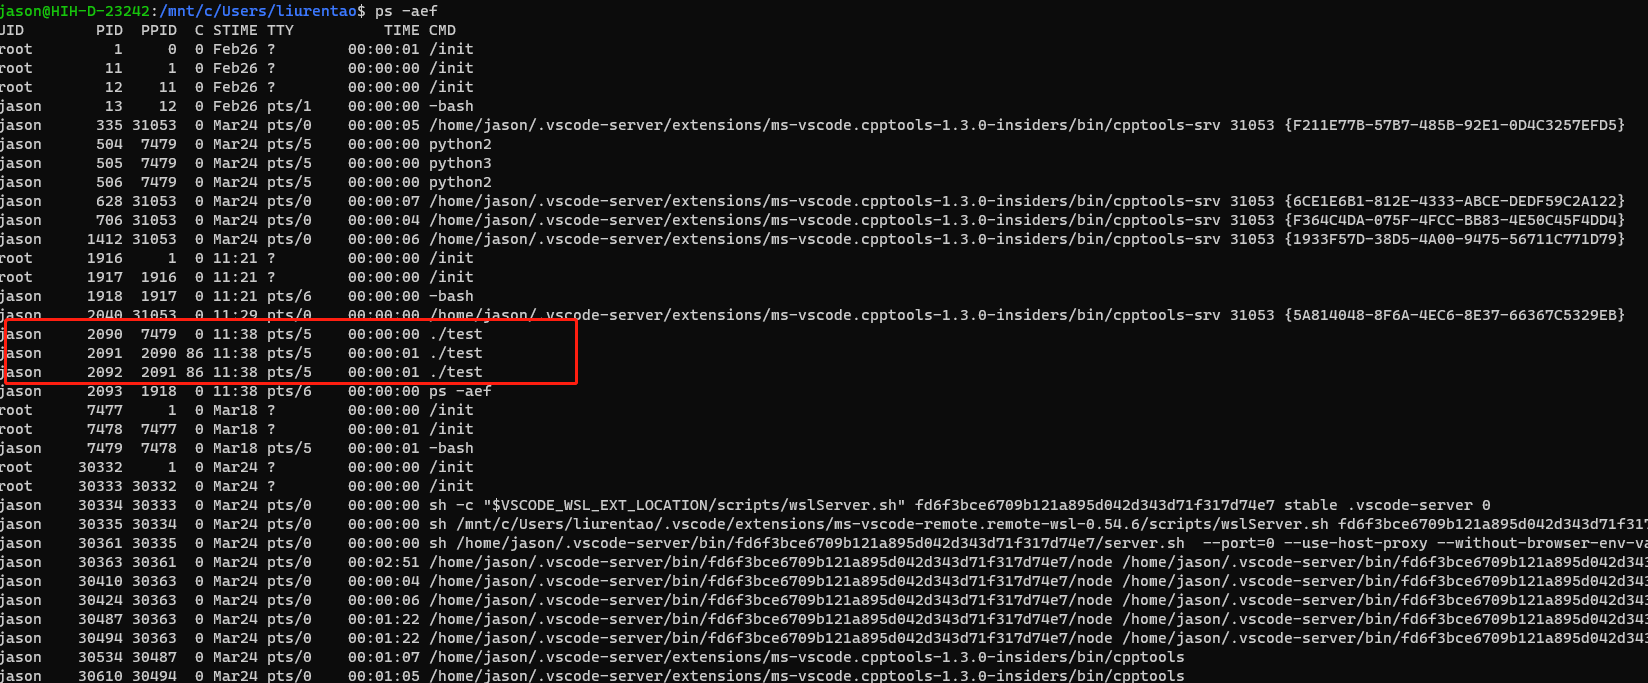 jason@HIH-D-23242:/mnt/c/Users/liurentao$ ps -aef
UID PID PPID C STIME TTY TIME CMD
root 1 0 0 Feb26 ? 00:00:01 /init
root 11 1 0 Feb26 ? 00:00:00 /init
root 12 11 0 Feb26 ? 00:00:00 /init
jason 13 12 0 Feb26 pts/1 00:00:00 -bash
jason 335 31053 0 Mar24 pts/0 00:00:05 /home/jason/.vscode-server/extensions/ms-vscode.cpptools-1.3.0-insiders/bin/cpptools-srv 31053 {F211E77B-57B7-485B-92E1-0D4C3257EFD5}
jason 504 7479 0 Mar24 pts/5 00:00:00 python2
jason 505 7479 0 Mar24 pts/5 00:00:00 python3
jason 506 7479 0 Mar24 pts/5 00:00:00 python2
jason 628 31053 0 Mar24 pts/0 00:00:07 /home/jason/.vscode-server/extensions/ms-vscode.cpptools-1.3.0-insiders/bin/cpptools-srv 31053 {6CE1E6B1-812E-4333-ABCE-DEDF59C2A122}
jason 706 31053 0 Mar24 pts/0 00:00:04 /home/jason/.vscode-server/extensions/ms-vscode.cpptools-1.3.0-insiders/bin/cpptools-srv 31053 {F364C4DA-075F-4FCC-BB83-4E50C45F4DD4}
jason 1412 31053 0 Mar24 pts/0 00:00:06 /home/jason/.vscode-server/extensions/ms-vscode.cpptools-1.3.0-insiders/bin/cpptools-srv 31053 {1933F57D-38D5-4A00-9475-56711C771D79}
root 1916 1 0 11:21 ? 00:00:00 /init
root 1917 1916 0 11:21 ? 00:00:00 /init
jason 1918 1917 0 11:21 pts/6 00:00:00 -bash
jason 2040 31053 0 11:29 pts/0 00:00:00 /home/jason/.vscode-server/extensions/ms-vscode.cpptools-1.3.0-insiders/bin/cpptools-srv 31053 {5A814048-8F6A-4EC6-8E37-66367C5329EB}
jason 2090 7479 0 11:38 pts/5 00:00:00 ./test
jason 2091 2090 86 11:38 pts/5 00:00:01 ./test
jason 2092 2091 86 11:38 pts/5 00:00:01 ./test
jason 2093 1918 0 11:38 pts/6 00:00:00 ps -aef
root 7477 1 0 Mar18 ? 00:00:00 /init
root 7478 7477 0 Mar18 ? 00:00:01 /init
jason 7479 7478 0 Mar18 pts/5 00:00:01 -bash
root 30332 1 0 Mar24 ? 00:00:00 /init
root 30333 30332 0 Mar24 ? 00:00:00 /init
jason 30334 30333 0 Mar24 pts/0 00:00:00 sh -c "$VSCODE_WSL_EXT_LOCATION/scripts/wslServer.sh" fd6f3bce6709b121a895d042d343d71f317d74e7 stable .vscode-server 0
jason 30335 30334 0 Mar24 pts/0 00:00:00 sh /mnt/c/Users/liurentao/.vscode/extensions/ms-vscode-remote.remote-wsl-0.54.6/scripts/wslServer.sh fd6f3bce6709b121a895d042d343d71f317
jason 30361 30335 0 Mar24 pts/0 00:00:00 sh /home/jason/.vscode-server/bin/fd6f3bce6709b121a895d042d343d71f317d74e7/server.sh --port=0 --use-host-proxy --without-browser-env-va
jason 30363 30361 0 Mar24 pts/0 00:02:51 /home/jason/.vscode-server/bin/fd6f3bce6709b121a895d042d343d71f317d74e7/node /home/jason/.vscode-server/bin/fd6f3bce6709b121a895d042d343
jason 30410 30363 0 Mar24 pts/0 00:00:04 /home/jason/.vscode-server/bin/fd6f3bce6709b121a895d042d343d71f317d74e7/node /home/jason/.vscode-server/bin/fd6f3bce6709b121a895d042d343
jason 30424 30363 0 Mar24 pts/0 00:00:06 /home/jason/.vscode-server/bin/fd6f3bce6709b121a895d042d343d71f317d74e7/node /home/jason/.vscode-server/bin/fd6f3bce6709b121a895d042d343
jason 30487 30363 0 Mar24 pts/0 00:01:22 /home/jason/.vscode-server/bin/fd6f3bce6709b121a895d042d343d71f317d74e7/node /home/jason/.vscode-server/bin/fd6f3bce6709b121a895d042d343
jason 30494 30363 0 Mar24 pts/0 00:01:22 /home/jason/.vscode-server/bin/fd6f3bce6709b121a895d042d343d71f317d74e7/node /home/jason/.vscode-server/bin/fd6f3bce6709b121a895d042d343
jason 30534 30487 0 Mar24 pts/0 00:01:07 /home/jason/.vscode-server/extensions/ms-vscode.cpptools-1.3.0-insiders/bin/cpptools
jason 30610 30494 0 Mar24 pts/0 00:01:05 /home/jason/.vscode-server/extensions/ms-vscode.cpptools-1.3.0-insiders/bin/cpptools